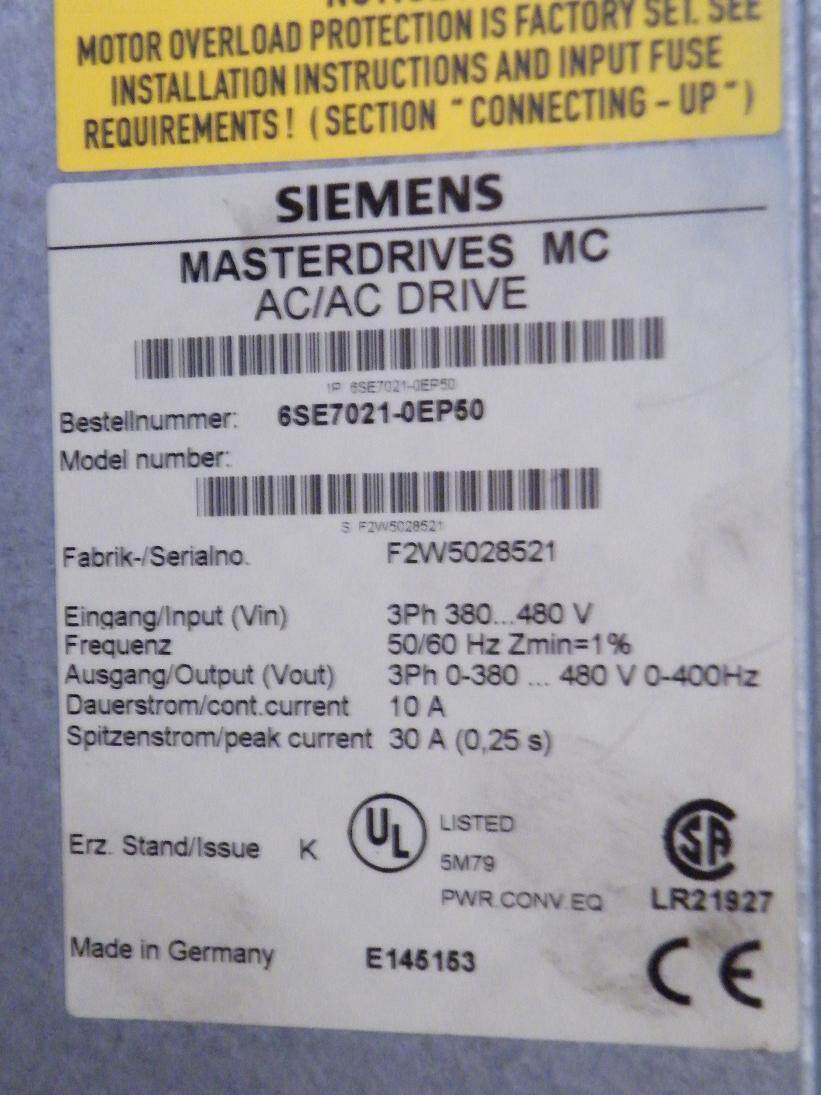 MOTOR OVERLOAD PROTECTION IS FACTORY SET. SEE
INSTALLATION INSTRUCTIONS AND INPUT FUSE
REQUIREMENTS! (SECTION "CONNECTING-UP")
SIEMENS
MASTERDRIVES MC
AC/AC DRIVE
1P 6SE7021-0EP50
Bestellnummer: 6SE7021-0EP50
Model number:
S F2W5028521
Fabrik-/Serialno. F2W5028521
Eingang/Input (Vin) 3Ph 380...480 V
Frequenz 50/60 Hz Zmin=1%
Ausgang/Output (Vout) 3Ph 0-380 ... 480 V 0-400Hz
Dauerstrom/cont.current 10 A
Spitzenstrom/peak current 30 A (0,25 s)
Erz. Stand/Issue K UL LISTED SA
5M79
PWR.CONV.EQ LR21927
Made in Germany E145153 CE